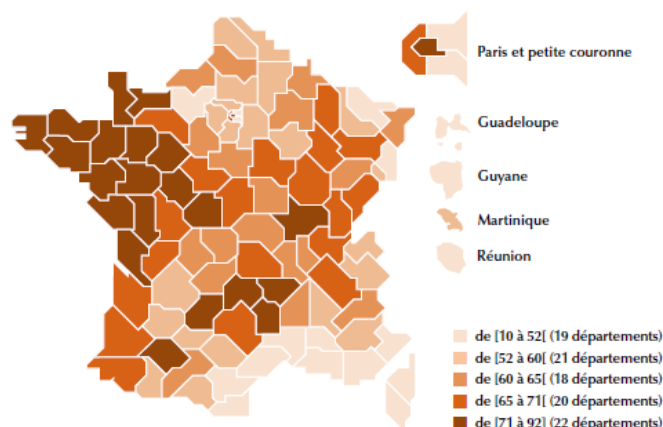 Paris et petite couronne
Guadeloupe
Guyane
Martinique
Réunion
de [10 à 52[ (19 départements)
de [52 à 60[ (21 départements)
de [60 à 65[ (18 départements)
de [65 à 71[ (20 départements)
de [71 à 92] (22 départements)